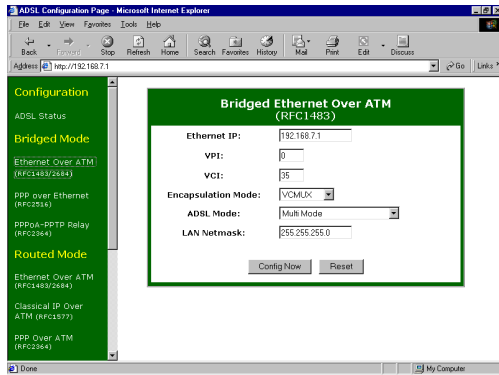 ADSL Configuration Page - Microsoft Internet Explorer
File Edit View Favorites Tools Help
Back Forward Stop Refresh Home Search Favorites History Mail Print Edit Discuss
Address http://192.168.7.1 Go Links
Configuration
ADSL Status
Bridged Mode
Ethernet Over ATM
(RFC1483/2684)
PPP over Ethernet
(RFC2516)
PPPoA-PPTP Relay
(RFC2364)
Routed Mode
Ethernet Over ATM
(RFC1483/2684)
Classical IP Over
ATM (RFC1577)
PPP Over ATM
(RFC2364)
Bridged Ethernet Over ATM
(RFC1483)
Ethernet IP: 192.168.7.1
VPI: 0
VCI: 35
Encapsulation Mode: VCMUX
ADSL Mode: Multi Mode
LAN Netmask: 255.255.255.0
Config Now Reset
Done My Computer